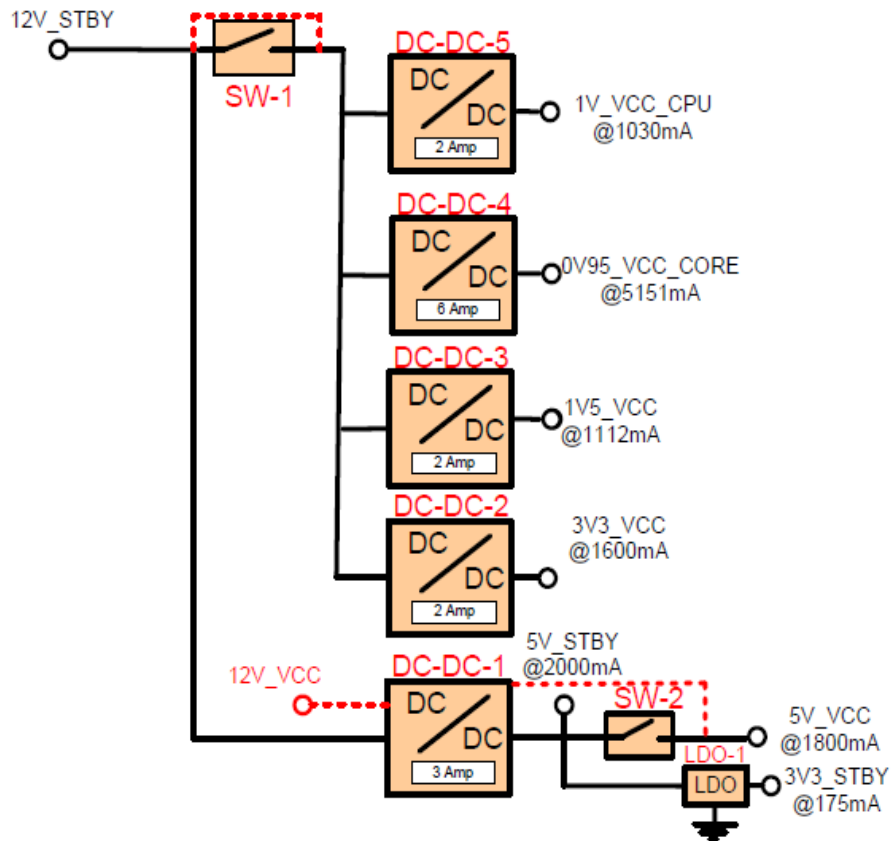 12V_STBY
SW-1
DC-DC-5
DC
DC
2 Amp
1V_VCC_CPU
@1030mA
DC-DC-4
DC
DC
6 Amp
0V95_VCC_CORE
@5151mA
DC-DC-3
DC
DC
2 Amp
1V5_VCC
@1112mA
DC-DC-2
DC
DC
2 Amp
3V3_VCC
@1600mA
12V_VCC
DC-DC-1
DC
DC
3 Amp
5V_STBY
@2000mA
SW-2
5V_VCC
@1800mA
LDO-1
LDO
3V3_STBY
@175mA